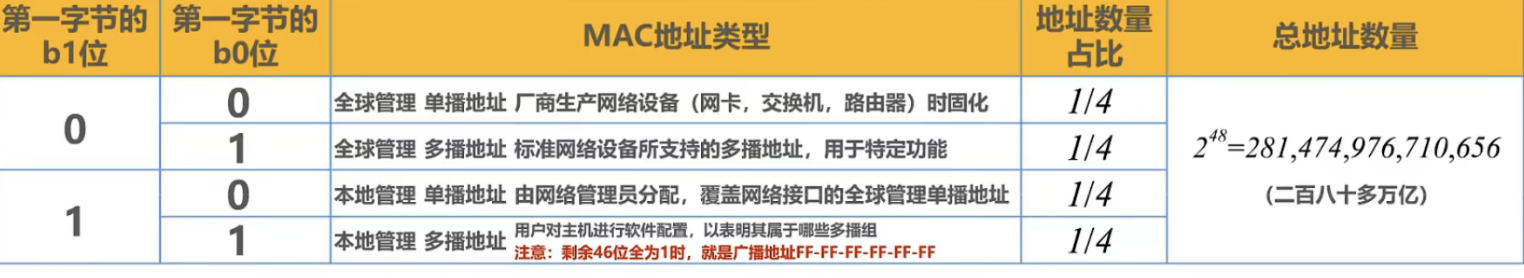 第一字节的b1位 第一字节的b0位 MAC地址类型 地址数量占比 总地址数量
0 0 全球管理 单播地址 厂商生产网络设备（网卡，交换机，路由器）时固化 1/4
1 全球管理 多播地址 标准网络设备所支持的多播地址，用于特定功能 1/4
2^48=281,474,976,710,656
（二百八十多万亿）
1 0 本地管理 单播地址 由网络管理员分配，覆盖网络接口的全球管理单播地址 1/4
1 本地管理 多播地址 用户对主机进行软件配置，以表明其属于哪些多播组
注意：剩余46位全为1时，就是广播地址FF-FF-FF-FF-FF-FF 1/4